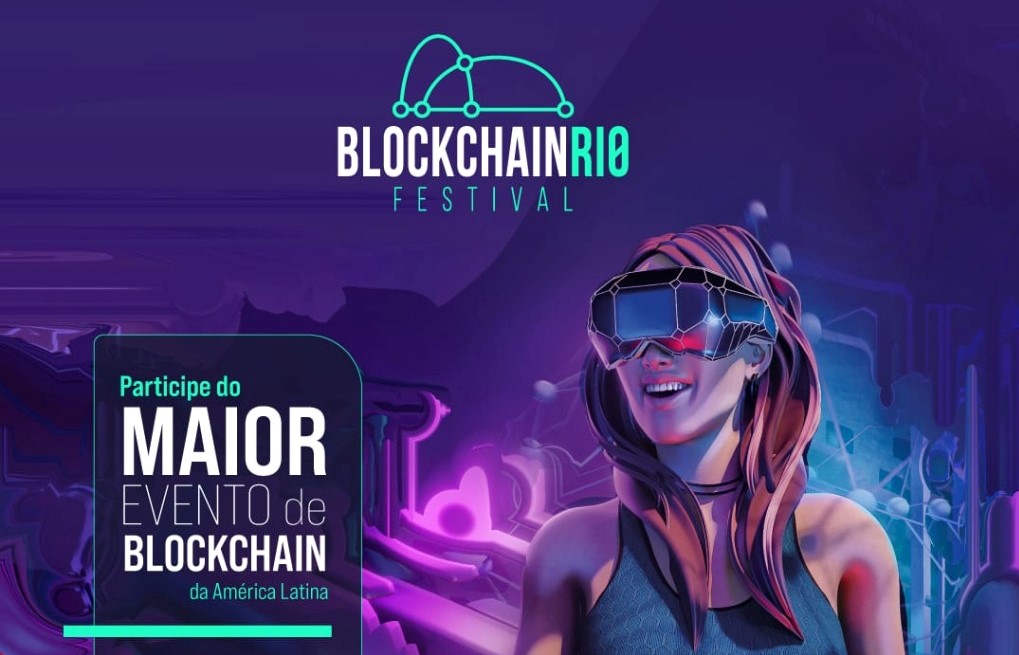 BLOCKCHAINRIO
FESTIVAL
Participe do
MAIOR
EVENTO de
BLOCKCHAIN
da América Latina